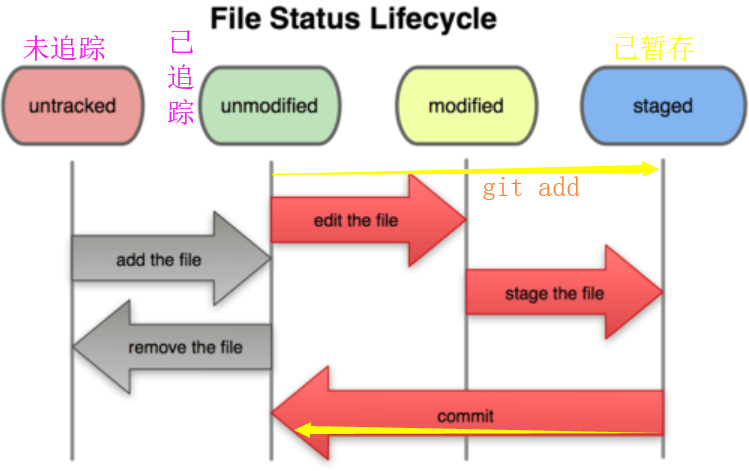 File Status Lifecycle
未追踪
已追踪
已暂存
untracked
unmodified
modified
staged
git add
edit the file
add the file
stage the file
remove the file
commit